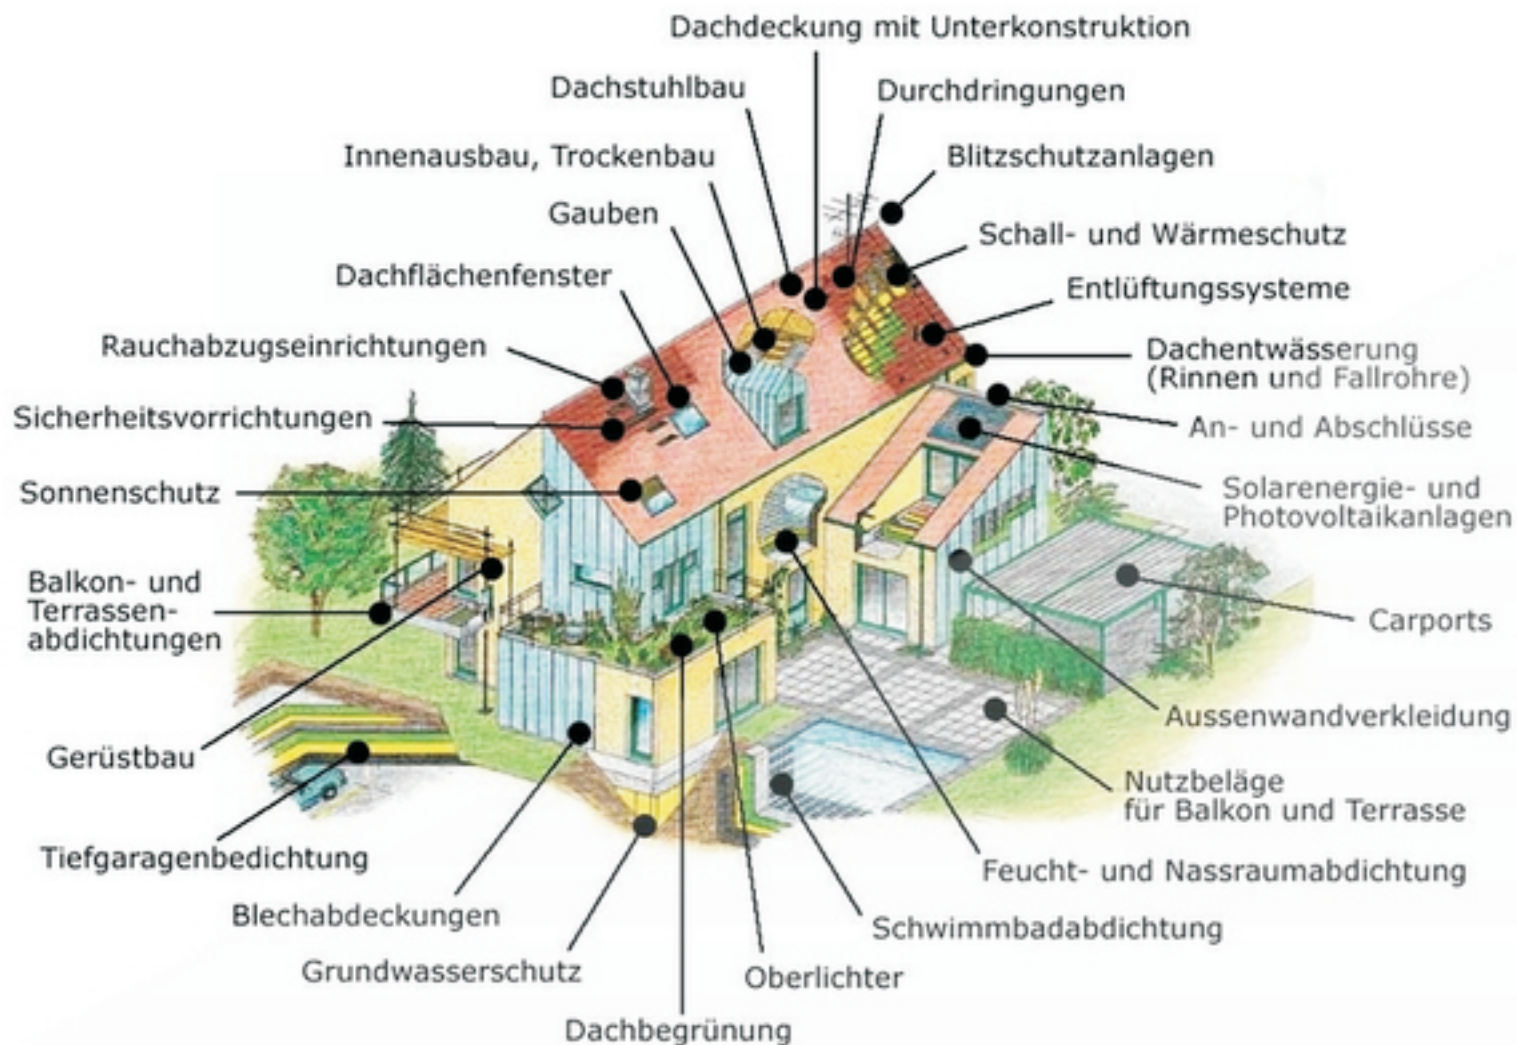 Dachdeckung mit Unterkonstruktion
Dachstuhlbau
Durchdringungen
Innenausbau, Trockenbau
Blitzschutzanlagen
Gauben
Schall- und Wärmeschutz
Dachflächenfenster
Entlüftungssysteme
Rauchabzugseinrichtungen
Dachentwässerung
(Rinnen und Fallrohre)
Sicherheitsvorrichtungen
An- und Abschlüsse
Sonnenschutz
Solarenergie- und
Photovoltaikanlagen
Balkon- und
Terrassen-
abdichtungen
Carports
Aussenwandverkleidung
Gerüstbau
Nutzbeläge
für Balkon und Terrasse
Tiefgaragenbedichtung
Feucht- und Nassraumabdichtung
Blechabdeckungen
Schwimmbadabdichtung
Grundwasserschutz
Oberlichter
Dachbegrünung